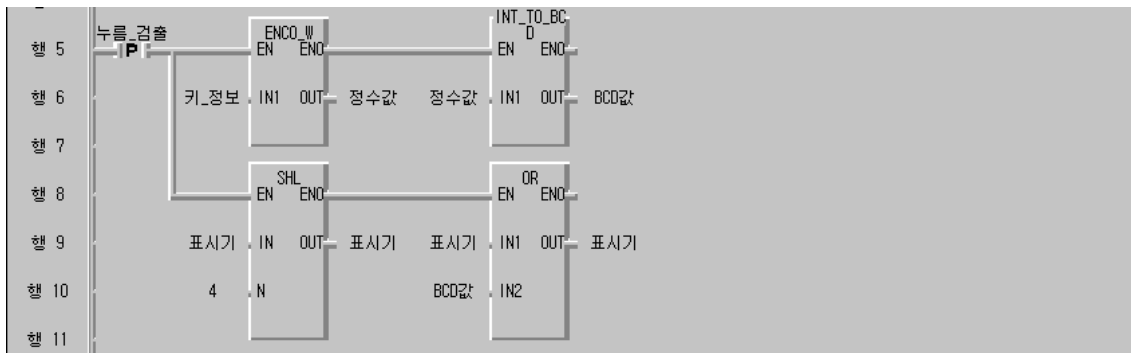 누름_검출 ENCO_W INT_TO_BC
D
행 5 P EN ENO EN ENO
행 6 키_정보 IN1 OUT 정수값 정수값 IN1 OUT BCD값
행 7
SHL OR
행 8 EN ENO EN ENO
행 9 표시기 IN OUT 표시기 표시기 IN1 OUT 표시기
행 10 4 N BCD값 IN2
행 11